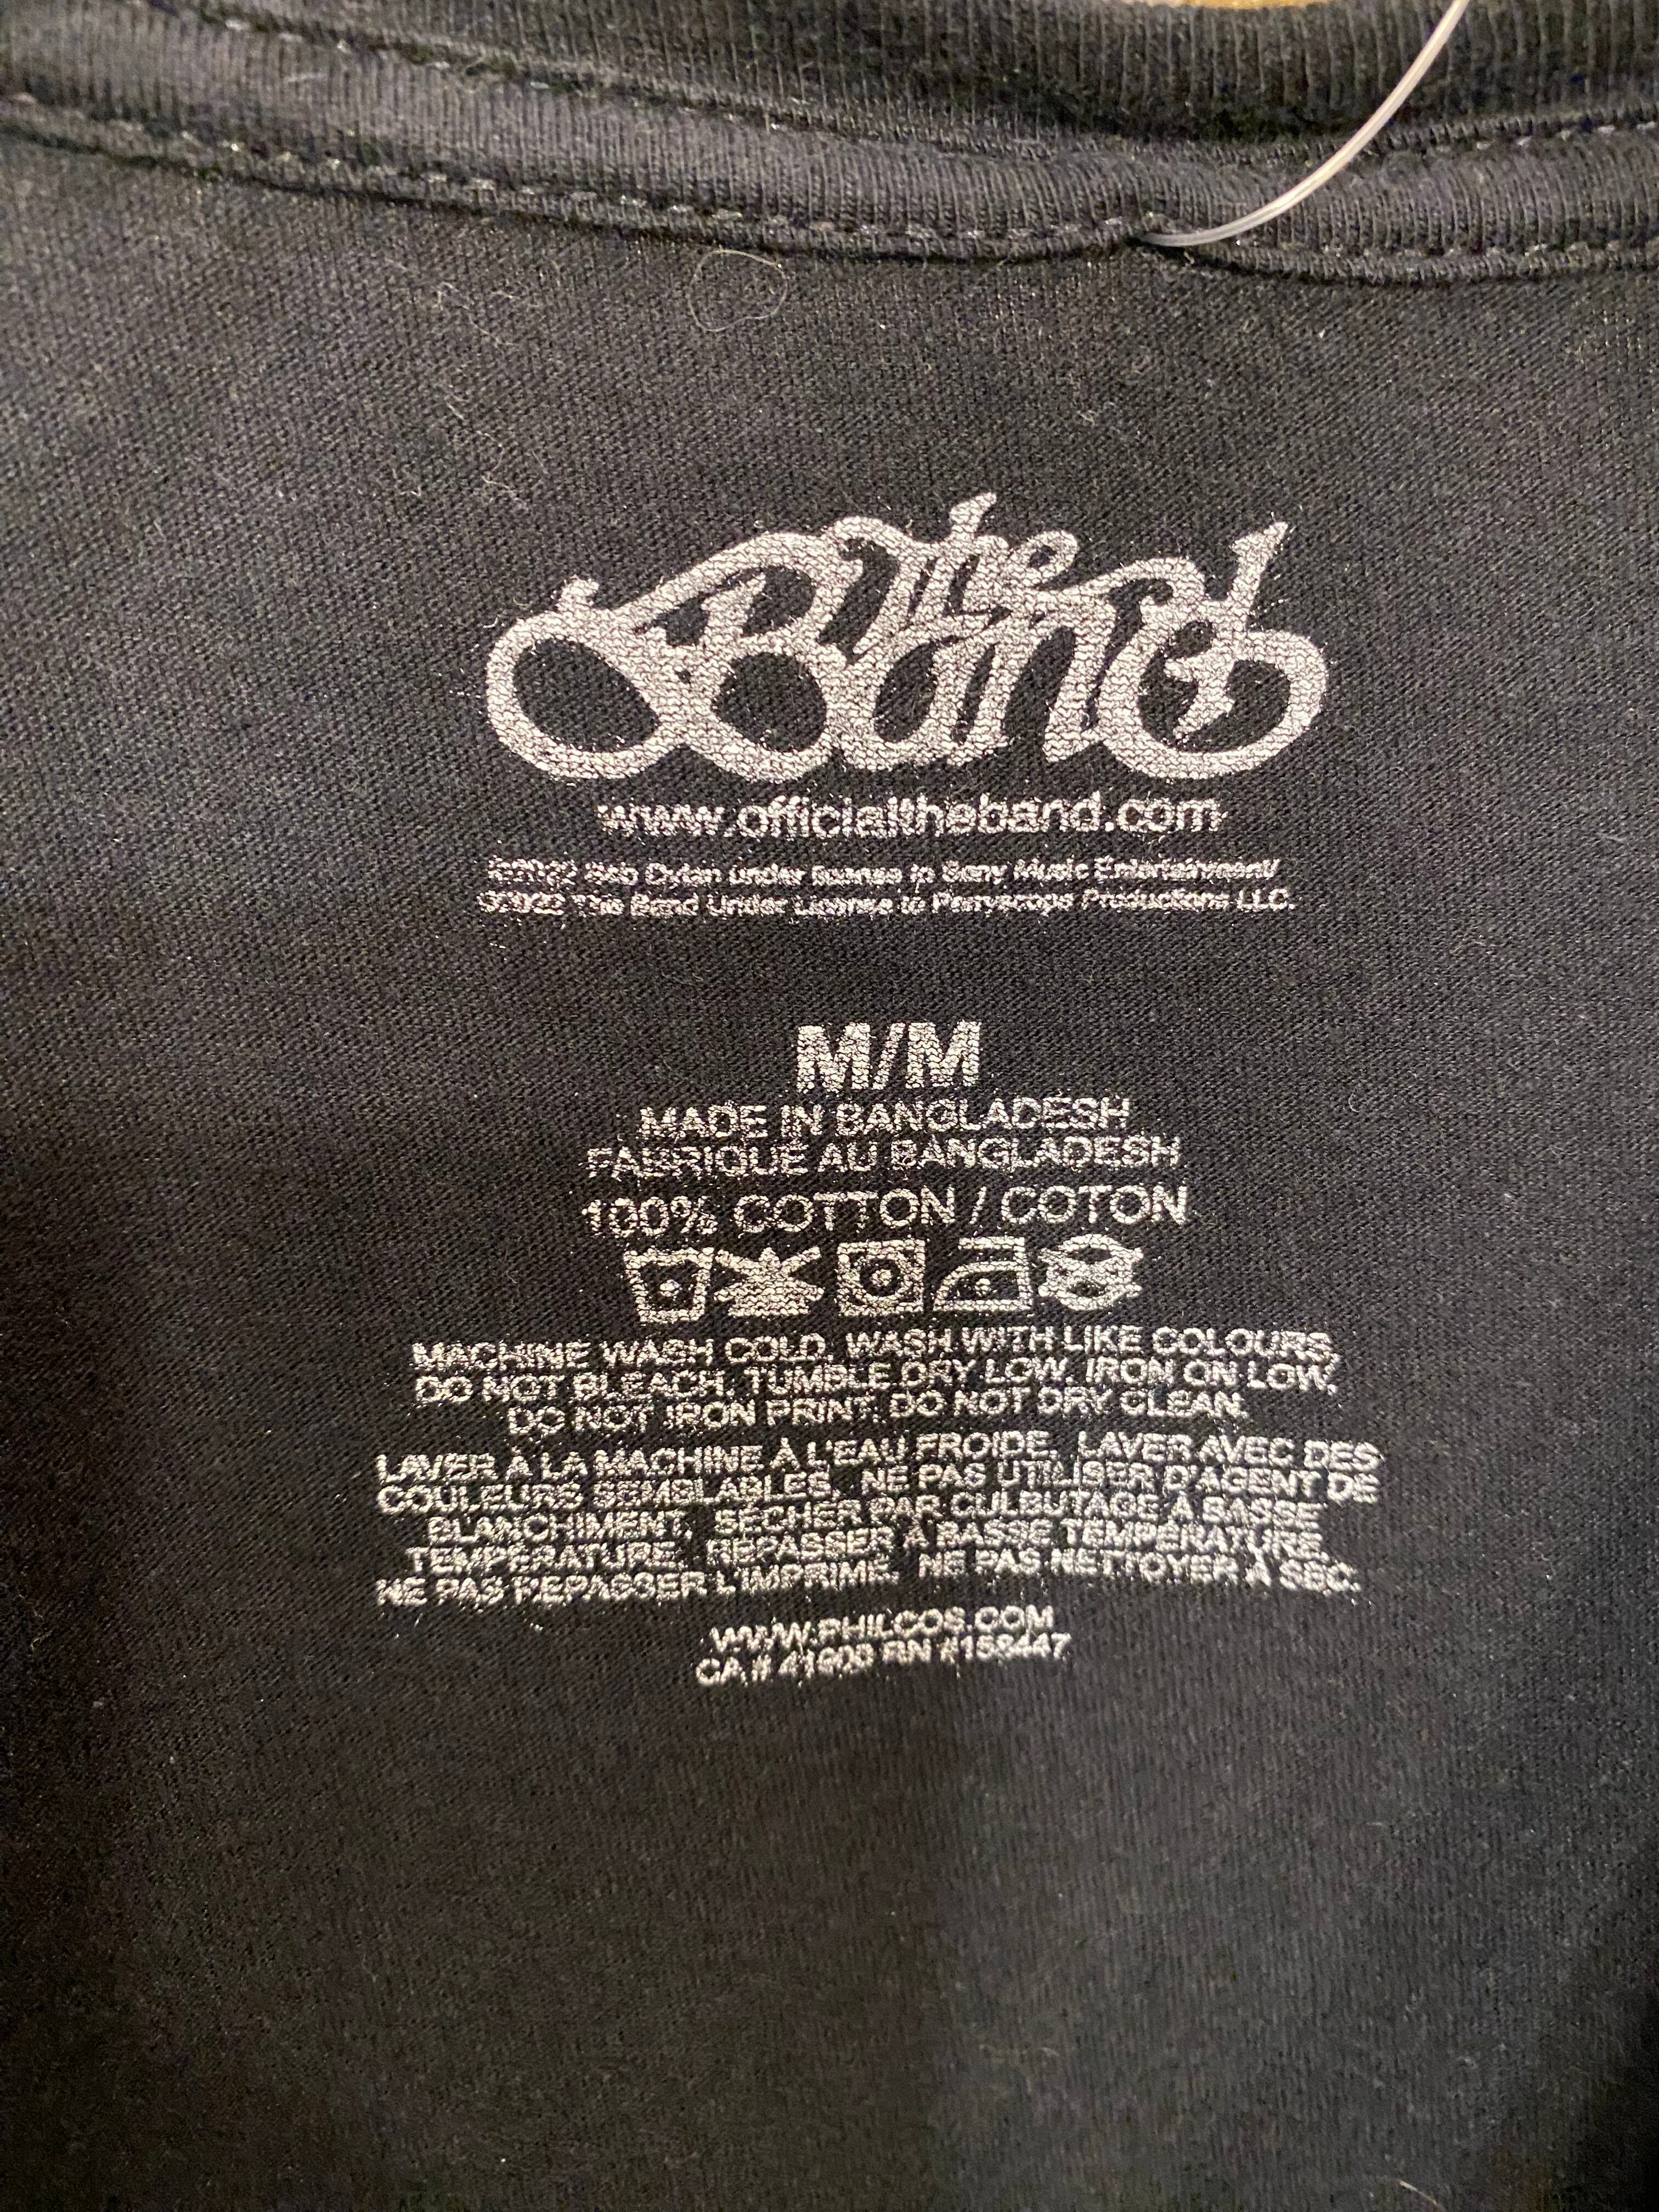 The Band
www.officialtheband.com
©2022 Bob Dylan under license to Sony Music Entertainment/
©2022 The Band Under License to Perryscope Productions LLC.
M/M
MADE IN BANGLADESH
FABRIQUÉ AU BANGLADESH
100% COTTON / COTON
MACHINE WASH COLD, WASH WITH LIKE COLOURS,
DO NOT BLEACH, TUMBLE DRY LOW, IRON ON LOW,
DO NOT IRON PRINT, DO NOT DRY CLEAN.
LAVER À LA MACHINE À L'EAU FROIDE, LAVER AVEC DES
COULEURS SEMBLABLES, NE PAS UTILISER D'AGENT DE
BLANCHIMENT, SÉCHER PAR CULBUTAGE À BASSE
TEMPÉRATURE, REPASSER À BASSE TEMPÉRATURE,
NE PAS REPASSER L'IMPRIMÉ, NE PAS NETTOYER À SEC.
WWW.PHILCOS.COM
CA # RN #158447